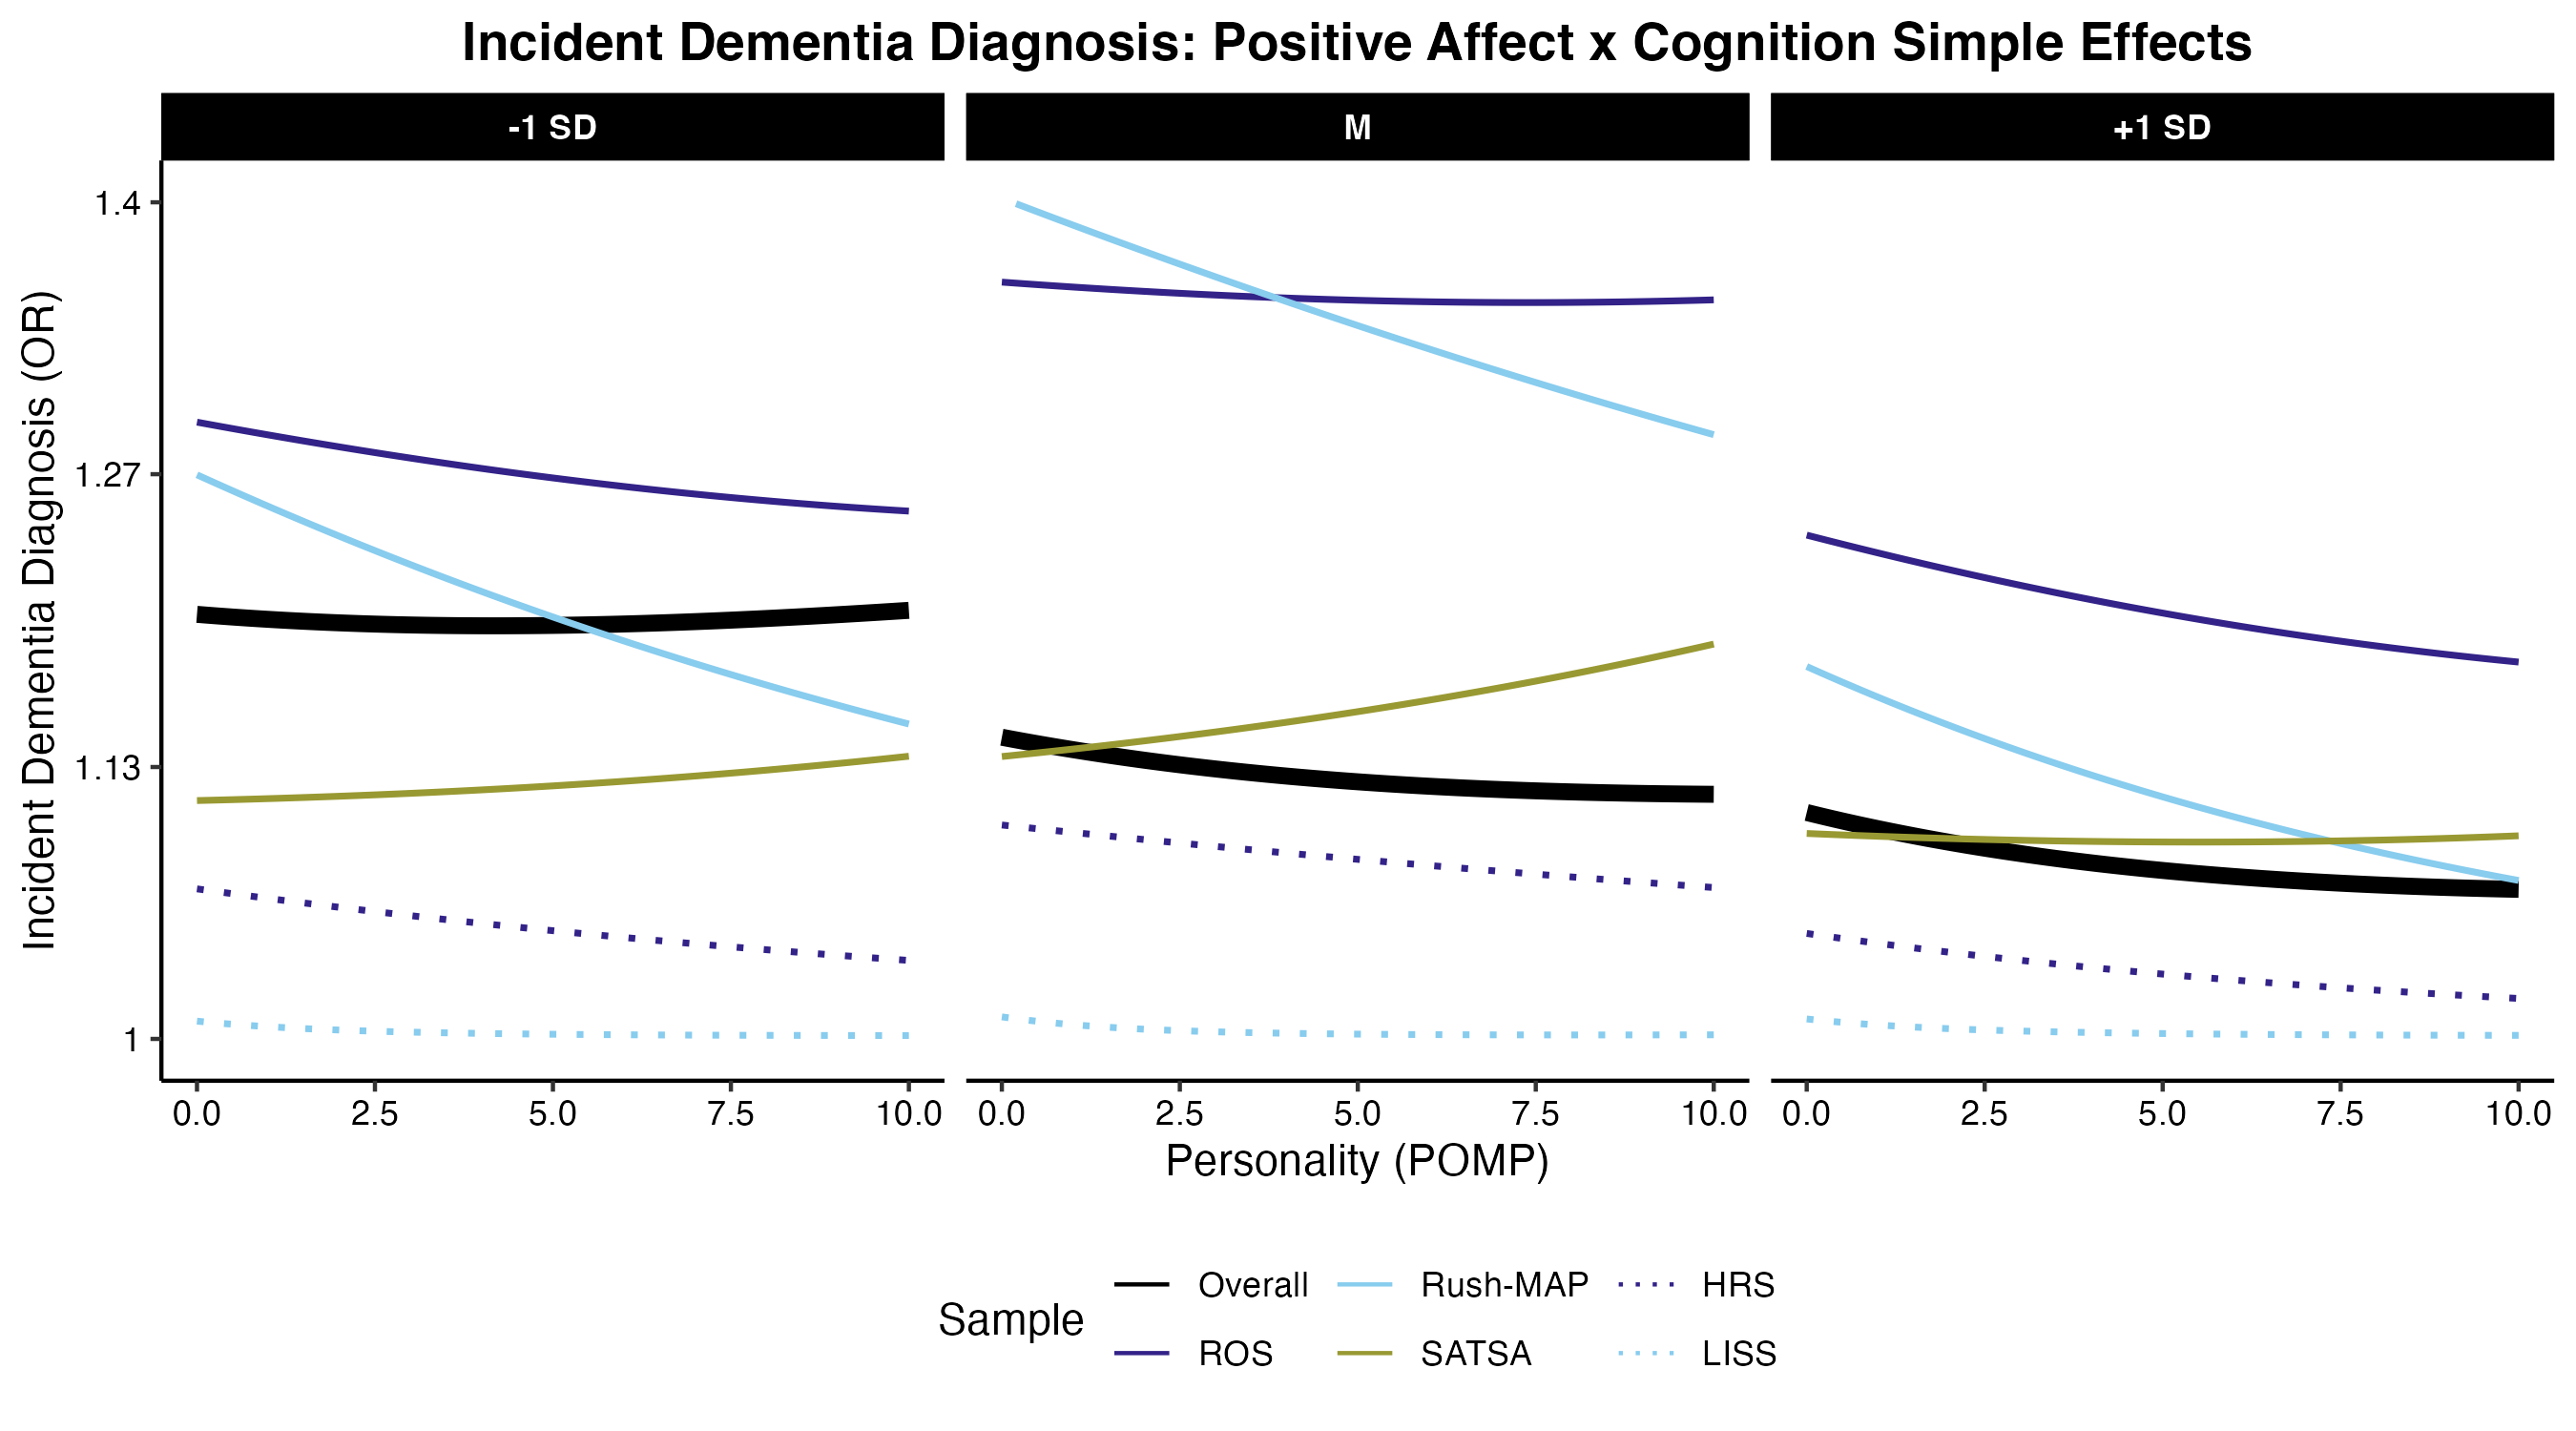 Incident Dementia Diagnosis: Positive Affect x Cognition Simple Effects
-1 SD
M
+1 SD
Incident Dementia Diagnosis (OR)
1.4
1.27
1.13
1
0.0 2.5 5.0 7.5 10.0
0.0 2.5 5.0 7.5 10.0
0.0 2.5 5.0 7.5 10.0
Personality (POMP)
Sample
Overall Rush-MAP HRS
ROS SATSA LISS